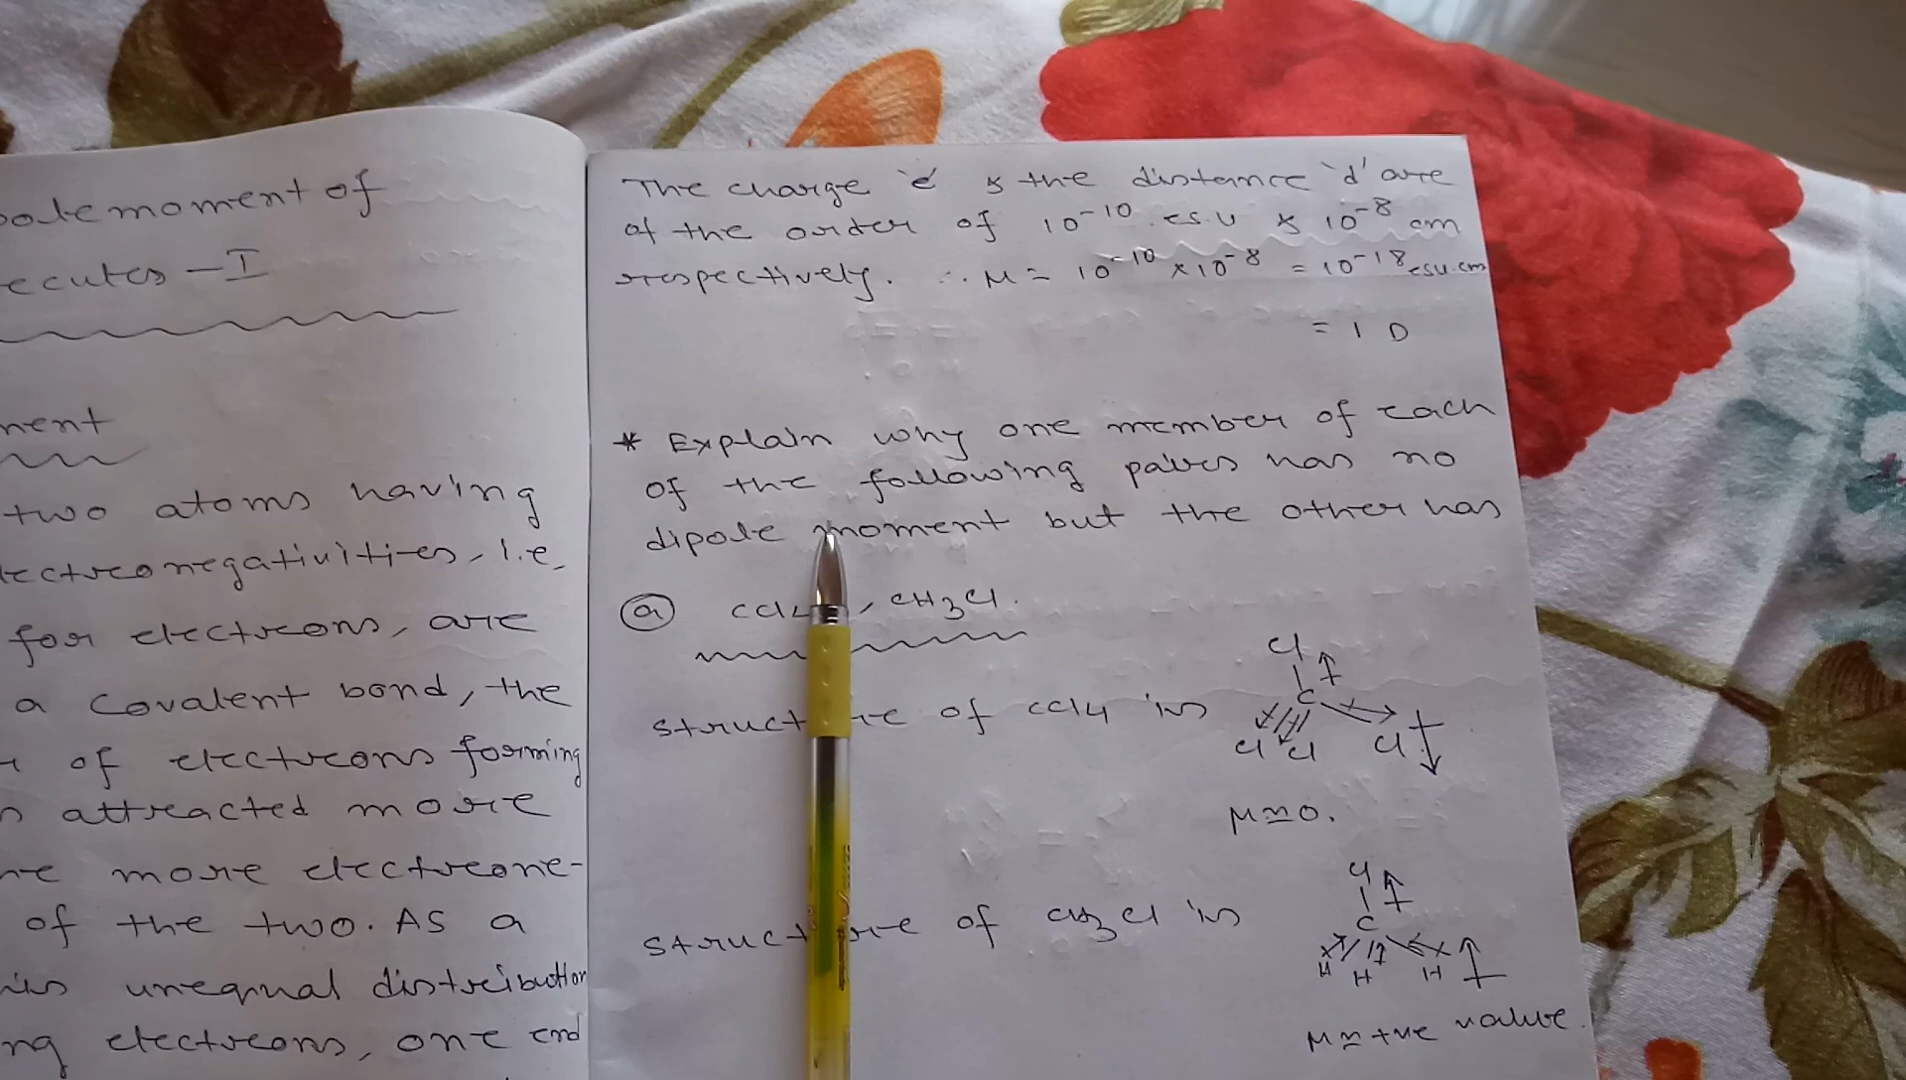 moment of
ecules - I
ment
two atoms having
lectronegativities, i.e.
for electrons, are
a covalent bond, the
of electrons forming
attracted more
more electrone-
of the two. As a
unequal distribution
ng electrons, one end
The charge 'e' & the distance 'd' are
of the order of 10⁻¹⁰ esu & 10⁻⁸ cm
respectively. ∴ M = 10⁻¹⁰ × 10⁻⁸ = 10⁻¹⁸ esu.cm
= 1 D
* Explain why one member of each
of the following pairs has no
dipole moment but the other has
(a) CCl4, CH3Cl.
Structure of CCl4 is
Cl
C
Cl Cl Cl
μ = 0.
Structure of CH3Cl is
Cl
C
H H H
μ = +ve value.